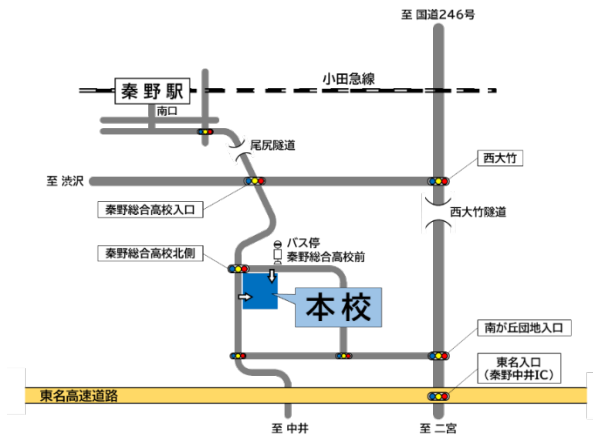 至 国道246号
小田急線
秦野駅
南口
尾尻隧道
西大竹
至 渋沢
秦野総合高校入口
西大竹隧道
バス停
秦野総合高校前
秦野総合高校北側
本校
南が丘団地入口
東名入口
(秦野中井IC)
東名高速道路
至 中井
至 二宮